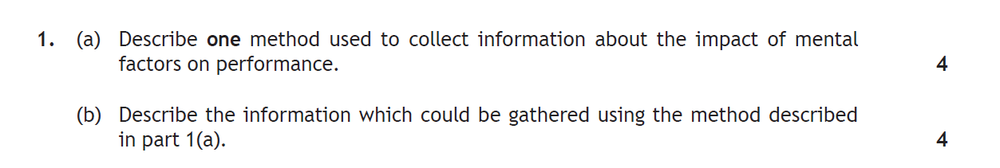 1. (a) Describe one method used to collect information about the impact of mental
factors on performance. 4
(b) Describe the information which could be gathered using the method described
in part 1(a). 4